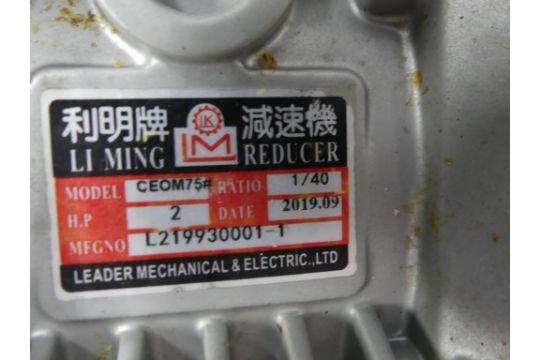 利明牌 LK LM 減速機
LI MING REDUCER
MODEL CEOM75# RATIO 1/40
H.P 2 DATE 2019.09
MFGNO L219930001-1
LEADER MECHANICAL & ELECTRIC.,LTD